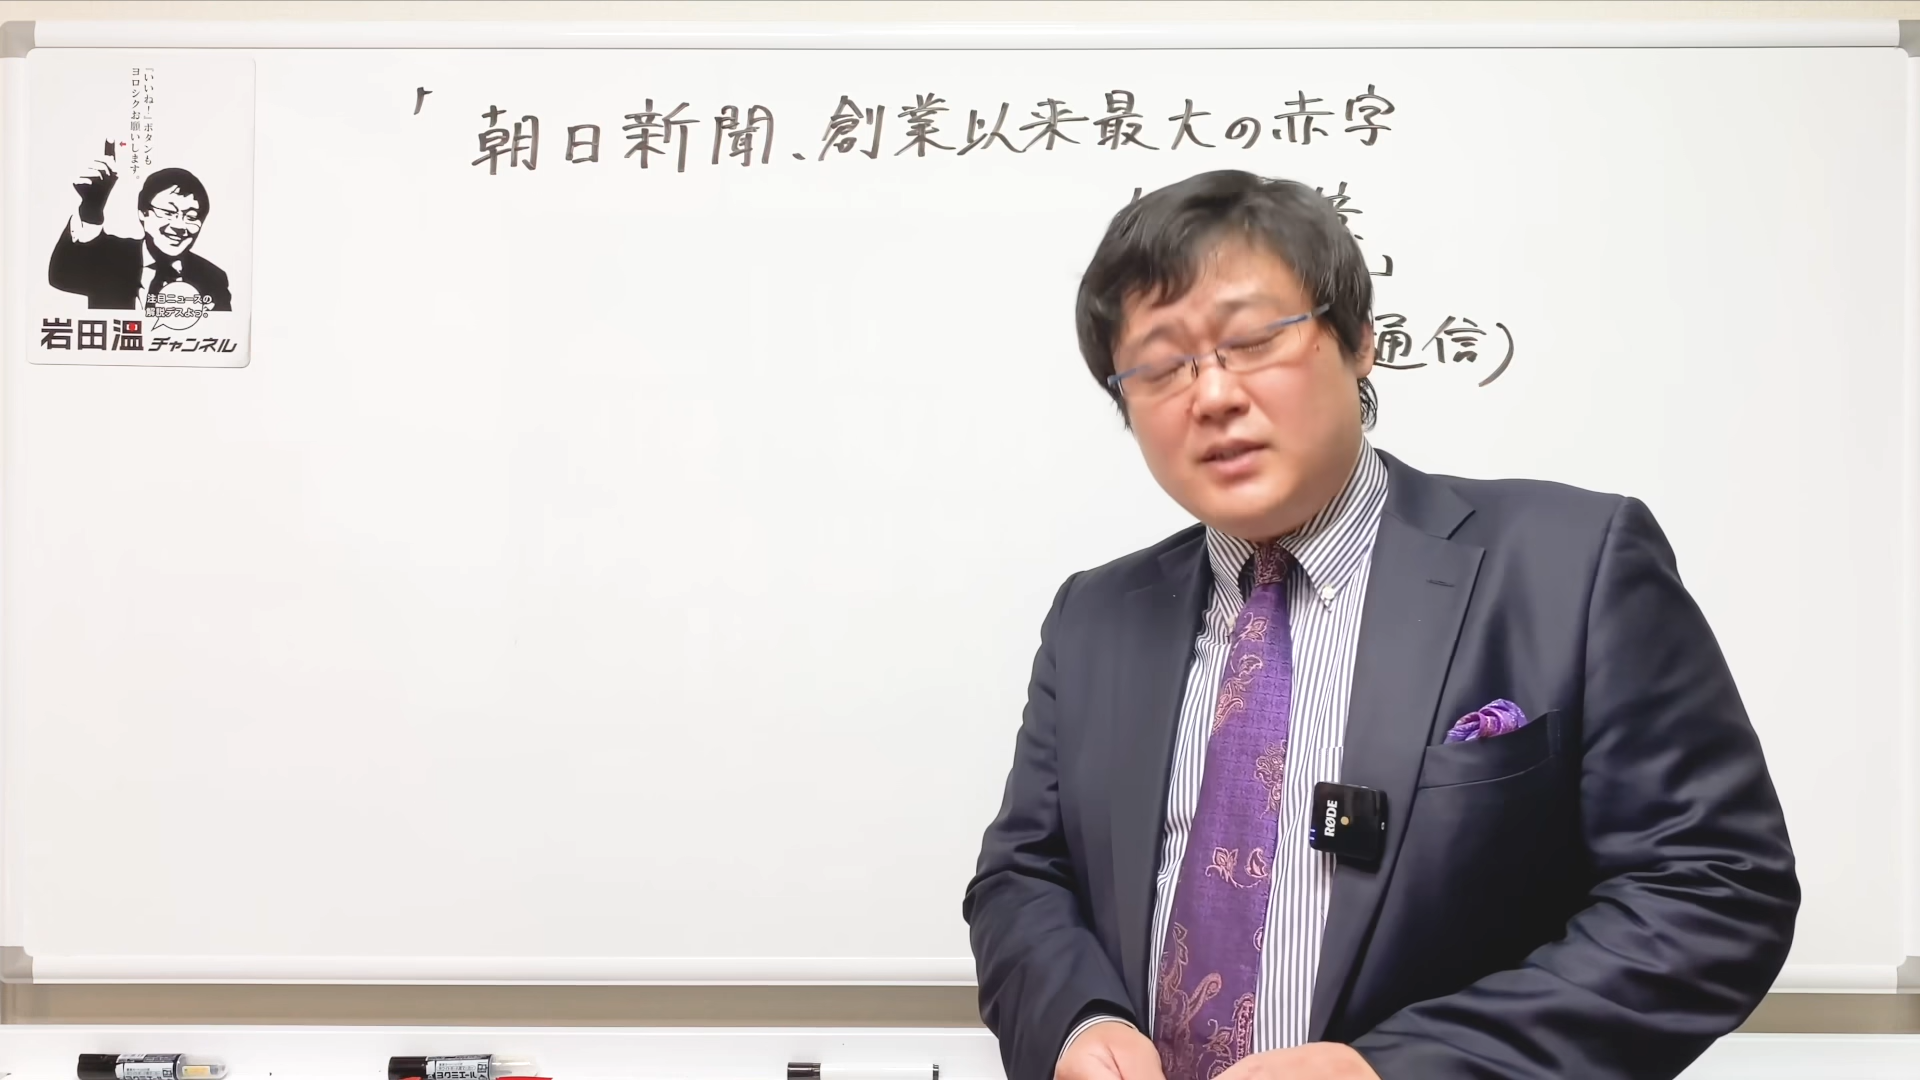 「朝日新聞、創業以来最大の赤字
」
通信)
「いいね!」ボタンも
ヨロシクお願いします。
注目ニュースの
解説デスよっ。
岩田温チャンネル
RØDE